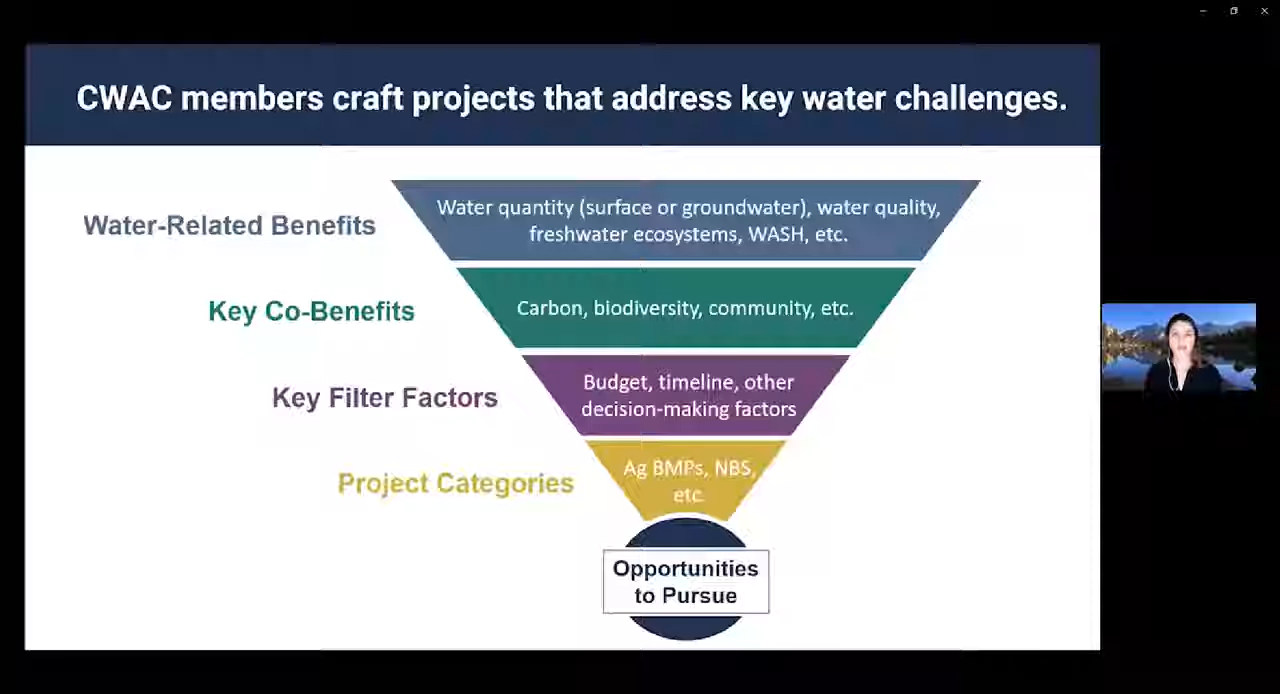 CWAC members craft projects that address key water challenges.
Water-Related Benefits
Water quantity (surface or groundwater), water quality,
freshwater ecosystems, WASH, etc.
Key Co-Benefits
Carbon, biodiversity, community, etc.
Key Filter Factors
Budget, timeline, other
decision-making factors
Project Categories
Ag BMPs, NBS,
etc.
Opportunities
to Pursue